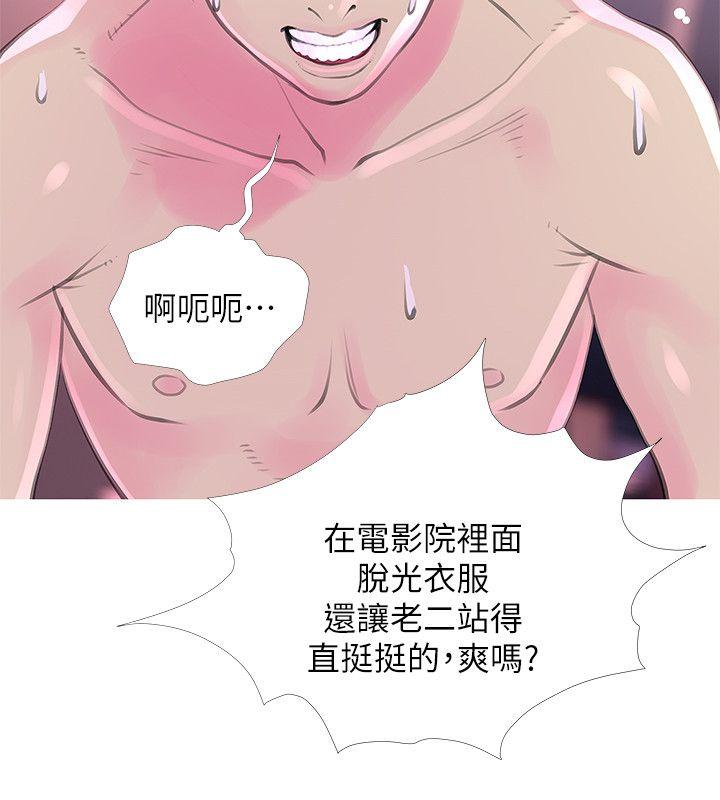 啊呃呃⋯
在電影院裡面
脫光衣服
還讓老二站得
直挺挺的，爽嗎？